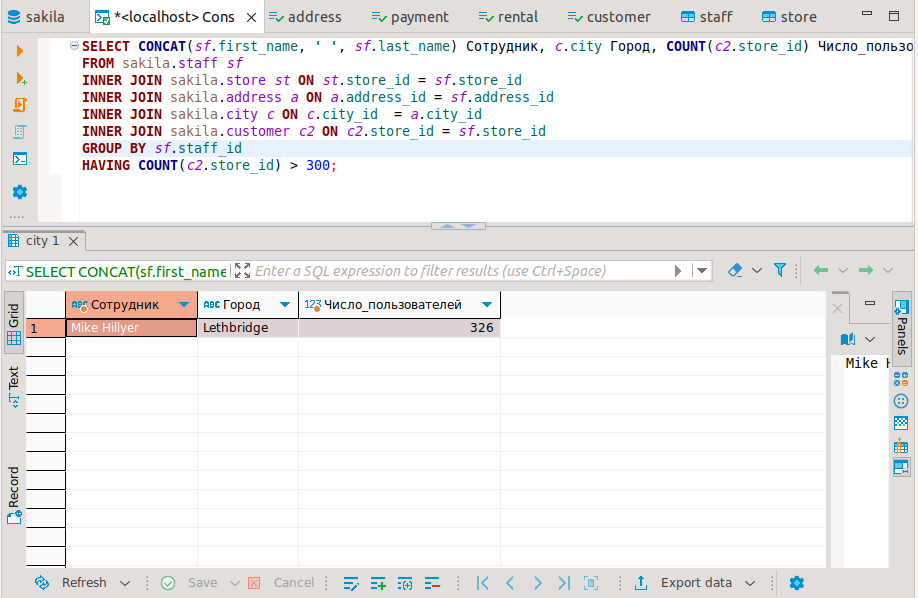 sakila
*<localhost> Cons
address
payment
rental
customer
staff
store
SELECT CONCAT(sf.first_name, ' ', sf.last_name) Сотрудник, c.city Город, COUNT(c2.store_id) Число_пользо
FROM sakila.staff sf
INNER JOIN sakila.store st ON st.store_id = sf.store_id
INNER JOIN sakila.address a ON a.address_id = sf.address_id
INNER JOIN sakila.city c ON c.city_id  = a.city_id
INNER JOIN sakila.customer c2 ON c2.store_id = sf.store_id
GROUP BY sf.staff_id
HAVING COUNT(c2.store_id) > 300;
city 1
SELECT CONCAT(sf.first_name
Enter a SQL expression to filter results (use Ctrl+Space)
Grid
Text
Record
ABC Сотрудник
ABC Город
123 Число_пользователей
1
Mike Hillyer
Lethbridge
326
Mike H
Panels
Refresh
Save
Cancel
Export data